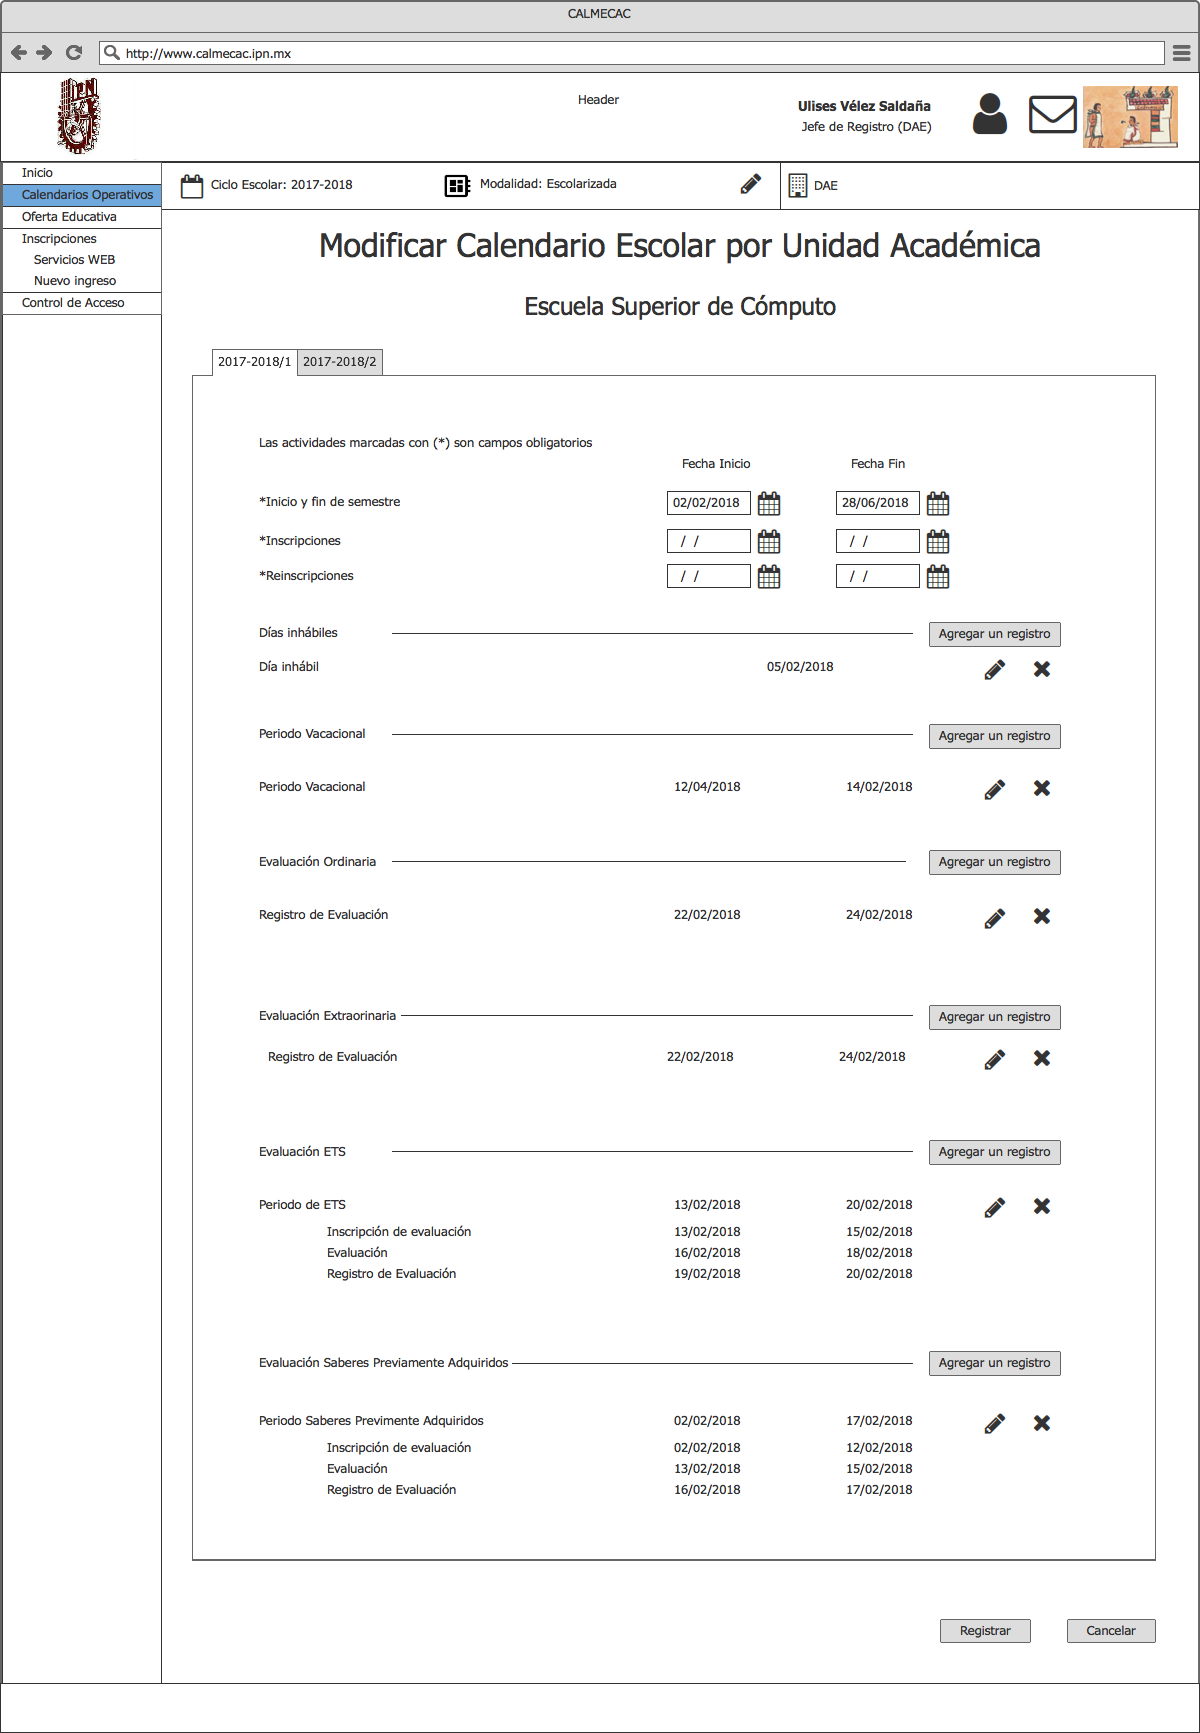 CALMECAC
http://www.calmecac.ipn.mx
Header
Ulises Vélez Saldaña
Jefe de Registro (DAE)
Inicio
Calendarios Operativos
Oferta Educativa
Inscripciones
Servicios WEB
Nuevo ingreso
Control de Acceso
Ciclo Escolar: 2017-2018 Modalidad: Escolarizada DAE
Modificar Calendario Escolar por Unidad Académica
Escuela Superior de Cómputo
2017-2018/1 2017-2018/2
Las actividades marcadas con (*) son campos obligatorios
Fecha Inicio Fecha Fin
*Inicio y fin de semestre 02/02/2018 28/06/2018
*Inscripciones / / / /
*Reinscripciones / / / /
Días inhábiles Agregar un registro
Día inhábil 05/02/2018
Periodo Vacacional Agregar un registro
Periodo Vacacional 12/04/2018 14/02/2018
Evaluación Ordinaria Agregar un registro
Registro de Evaluación 22/02/2018 24/02/2018
Evaluación Extraorinaria Agregar un registro
Registro de Evaluación 22/02/2018 24/02/2018
Evaluación ETS Agregar un registro
Periodo de ETS 13/02/2018 20/02/2018
Inscripción de evaluación 13/02/2018 15/02/2018
Evaluación 16/02/2018 18/02/2018
Registro de Evaluación 19/02/2018 20/02/2018
Evaluación Saberes Previamente Adquiridos Agregar un registro
Periodo Saberes Previmente Adquiridos 02/02/2018 17/02/2018
Inscripción de evaluación 02/02/2018 12/02/2018
Evaluación 13/02/2018 15/02/2018
Registro de Evaluación 16/02/2018 17/02/2018
Registrar Cancelar